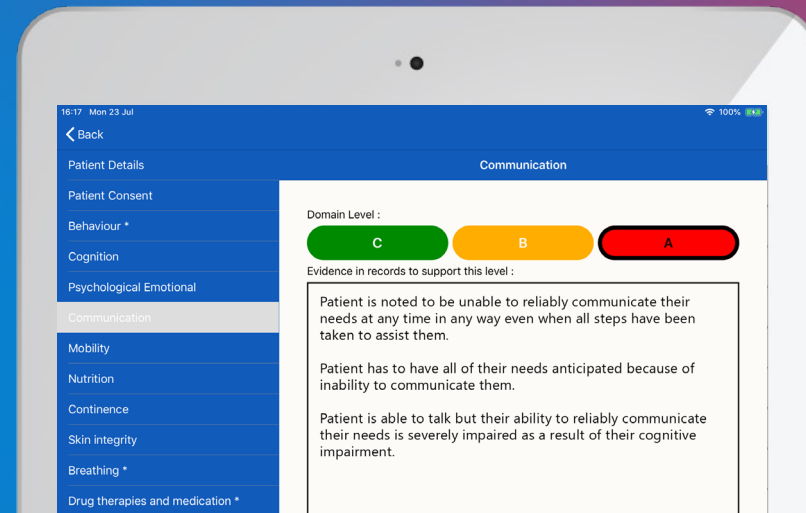 16:17 Mon 23 Jul
100%
Back
Patient Details
Patient Consent
Behaviour *
Cognition
Psychological Emotional
Communication
Mobility
Nutrition
Continence
Skin integrity
Breathing *
Drug therapies and medication *
Communication
Domain Level :
C
B
A
Evidence in records to support this level :
Patient is noted to be unable to reliably communicate their
needs at any time in any way even when all steps have been
taken to assist them.
Patient has to have all of their needs anticipated because of
inability to communicate them.
Patient is able to talk but their ability to reliably communicate
their needs is severely impaired as a result of their cognitive
impairment.